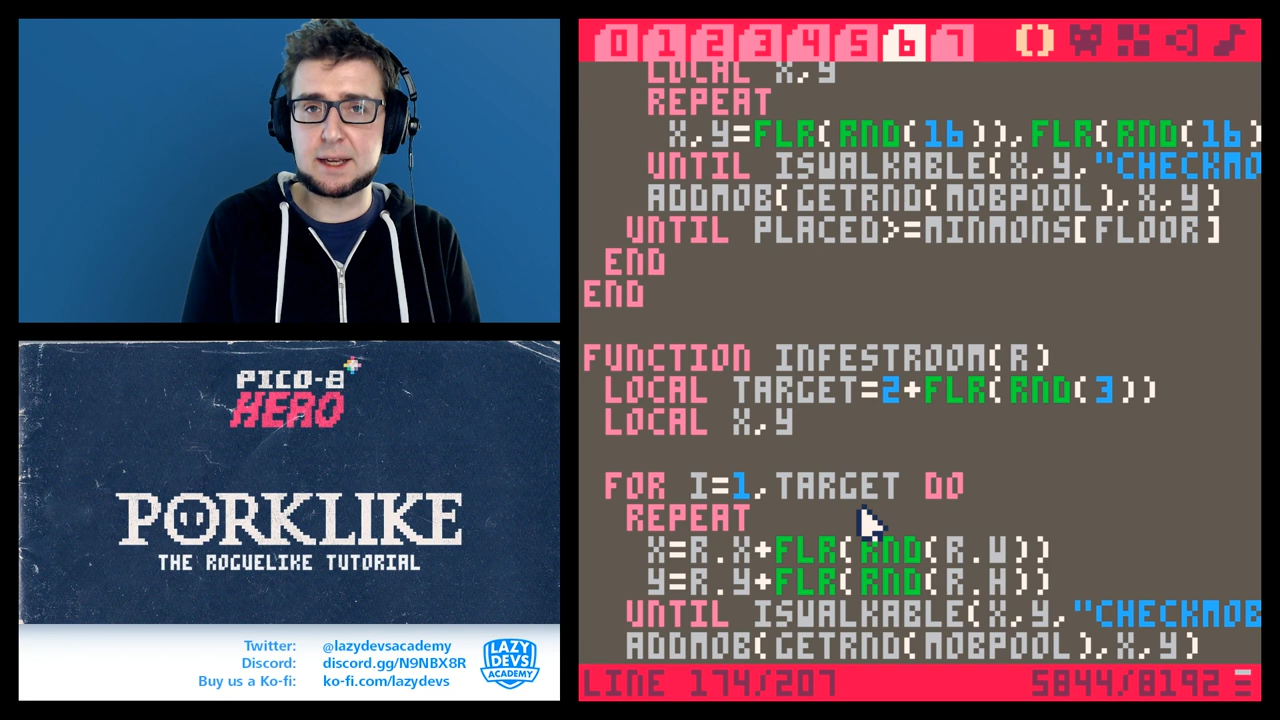 PICO-8
HERO
PORKLIKE
THE ROGUELIKE TUTORIAL
Twitter: @lazydevsacademy
Discord: discord.gg/N9NBX8R
Buy us a Ko-fi: ko-fi.com/lazydevs
LAZY
DEVS
ACADEMY
0 1 2 3 4 5 6 7
LOCAL X,Y
REPEAT
X,Y=FLR(RND(16)),FLR(RND(16)
UNTIL ISWALKABLE(X,Y,"CHECKMO
ADDMOB(GETRND(MOBPOOL),X,Y)
UNTIL PLACED>=MINMONS[FLOOR]
END
END
FUNCTION INFESTROOM(R)
LOCAL TARGET=2+FLR(RND(3))
LOCAL X,Y
FOR I=1,TARGET DO
REPEAT
X=R.X+FLR(RND(R.W))
Y=R.Y+FLR(RND(R.H))
UNTIL ISWALKABLE(X,Y,"CHECKMOB
ADDMOB(GETRND(MOBPOOL),X,Y)
LINE 174/207 5844/8192